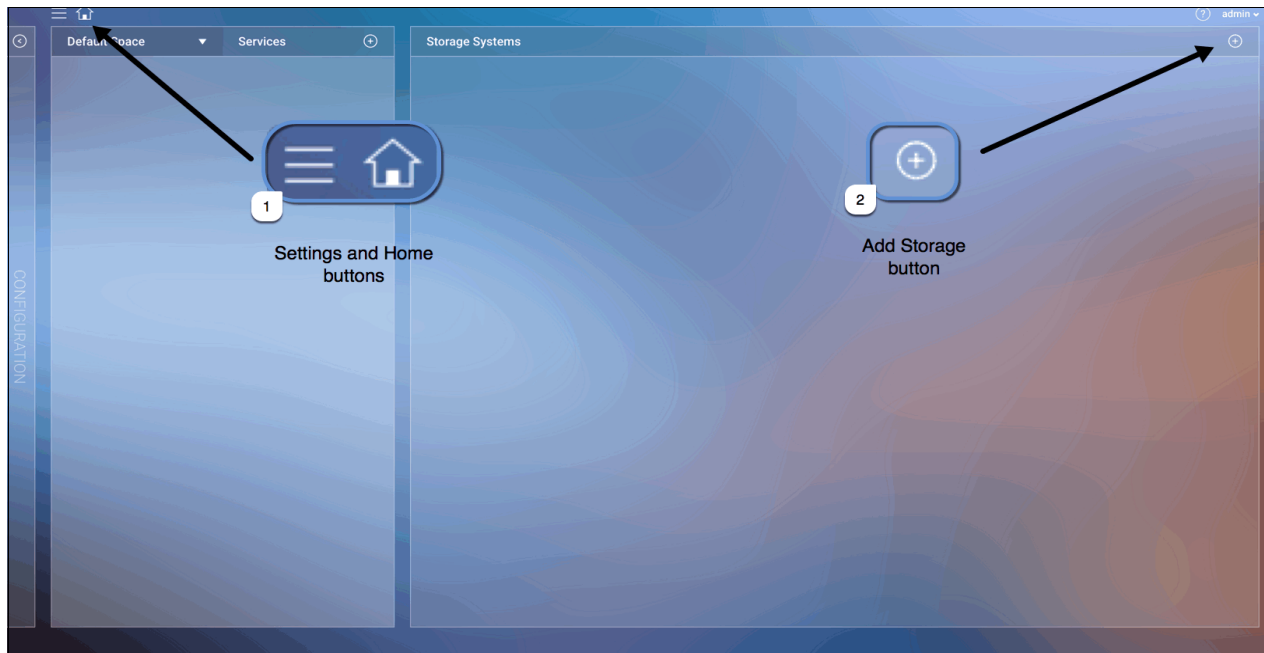 ? admin
Default Space Services
Storage Systems
1
Settings and Home
buttons
2
Add Storage
button
CONFIGURATION